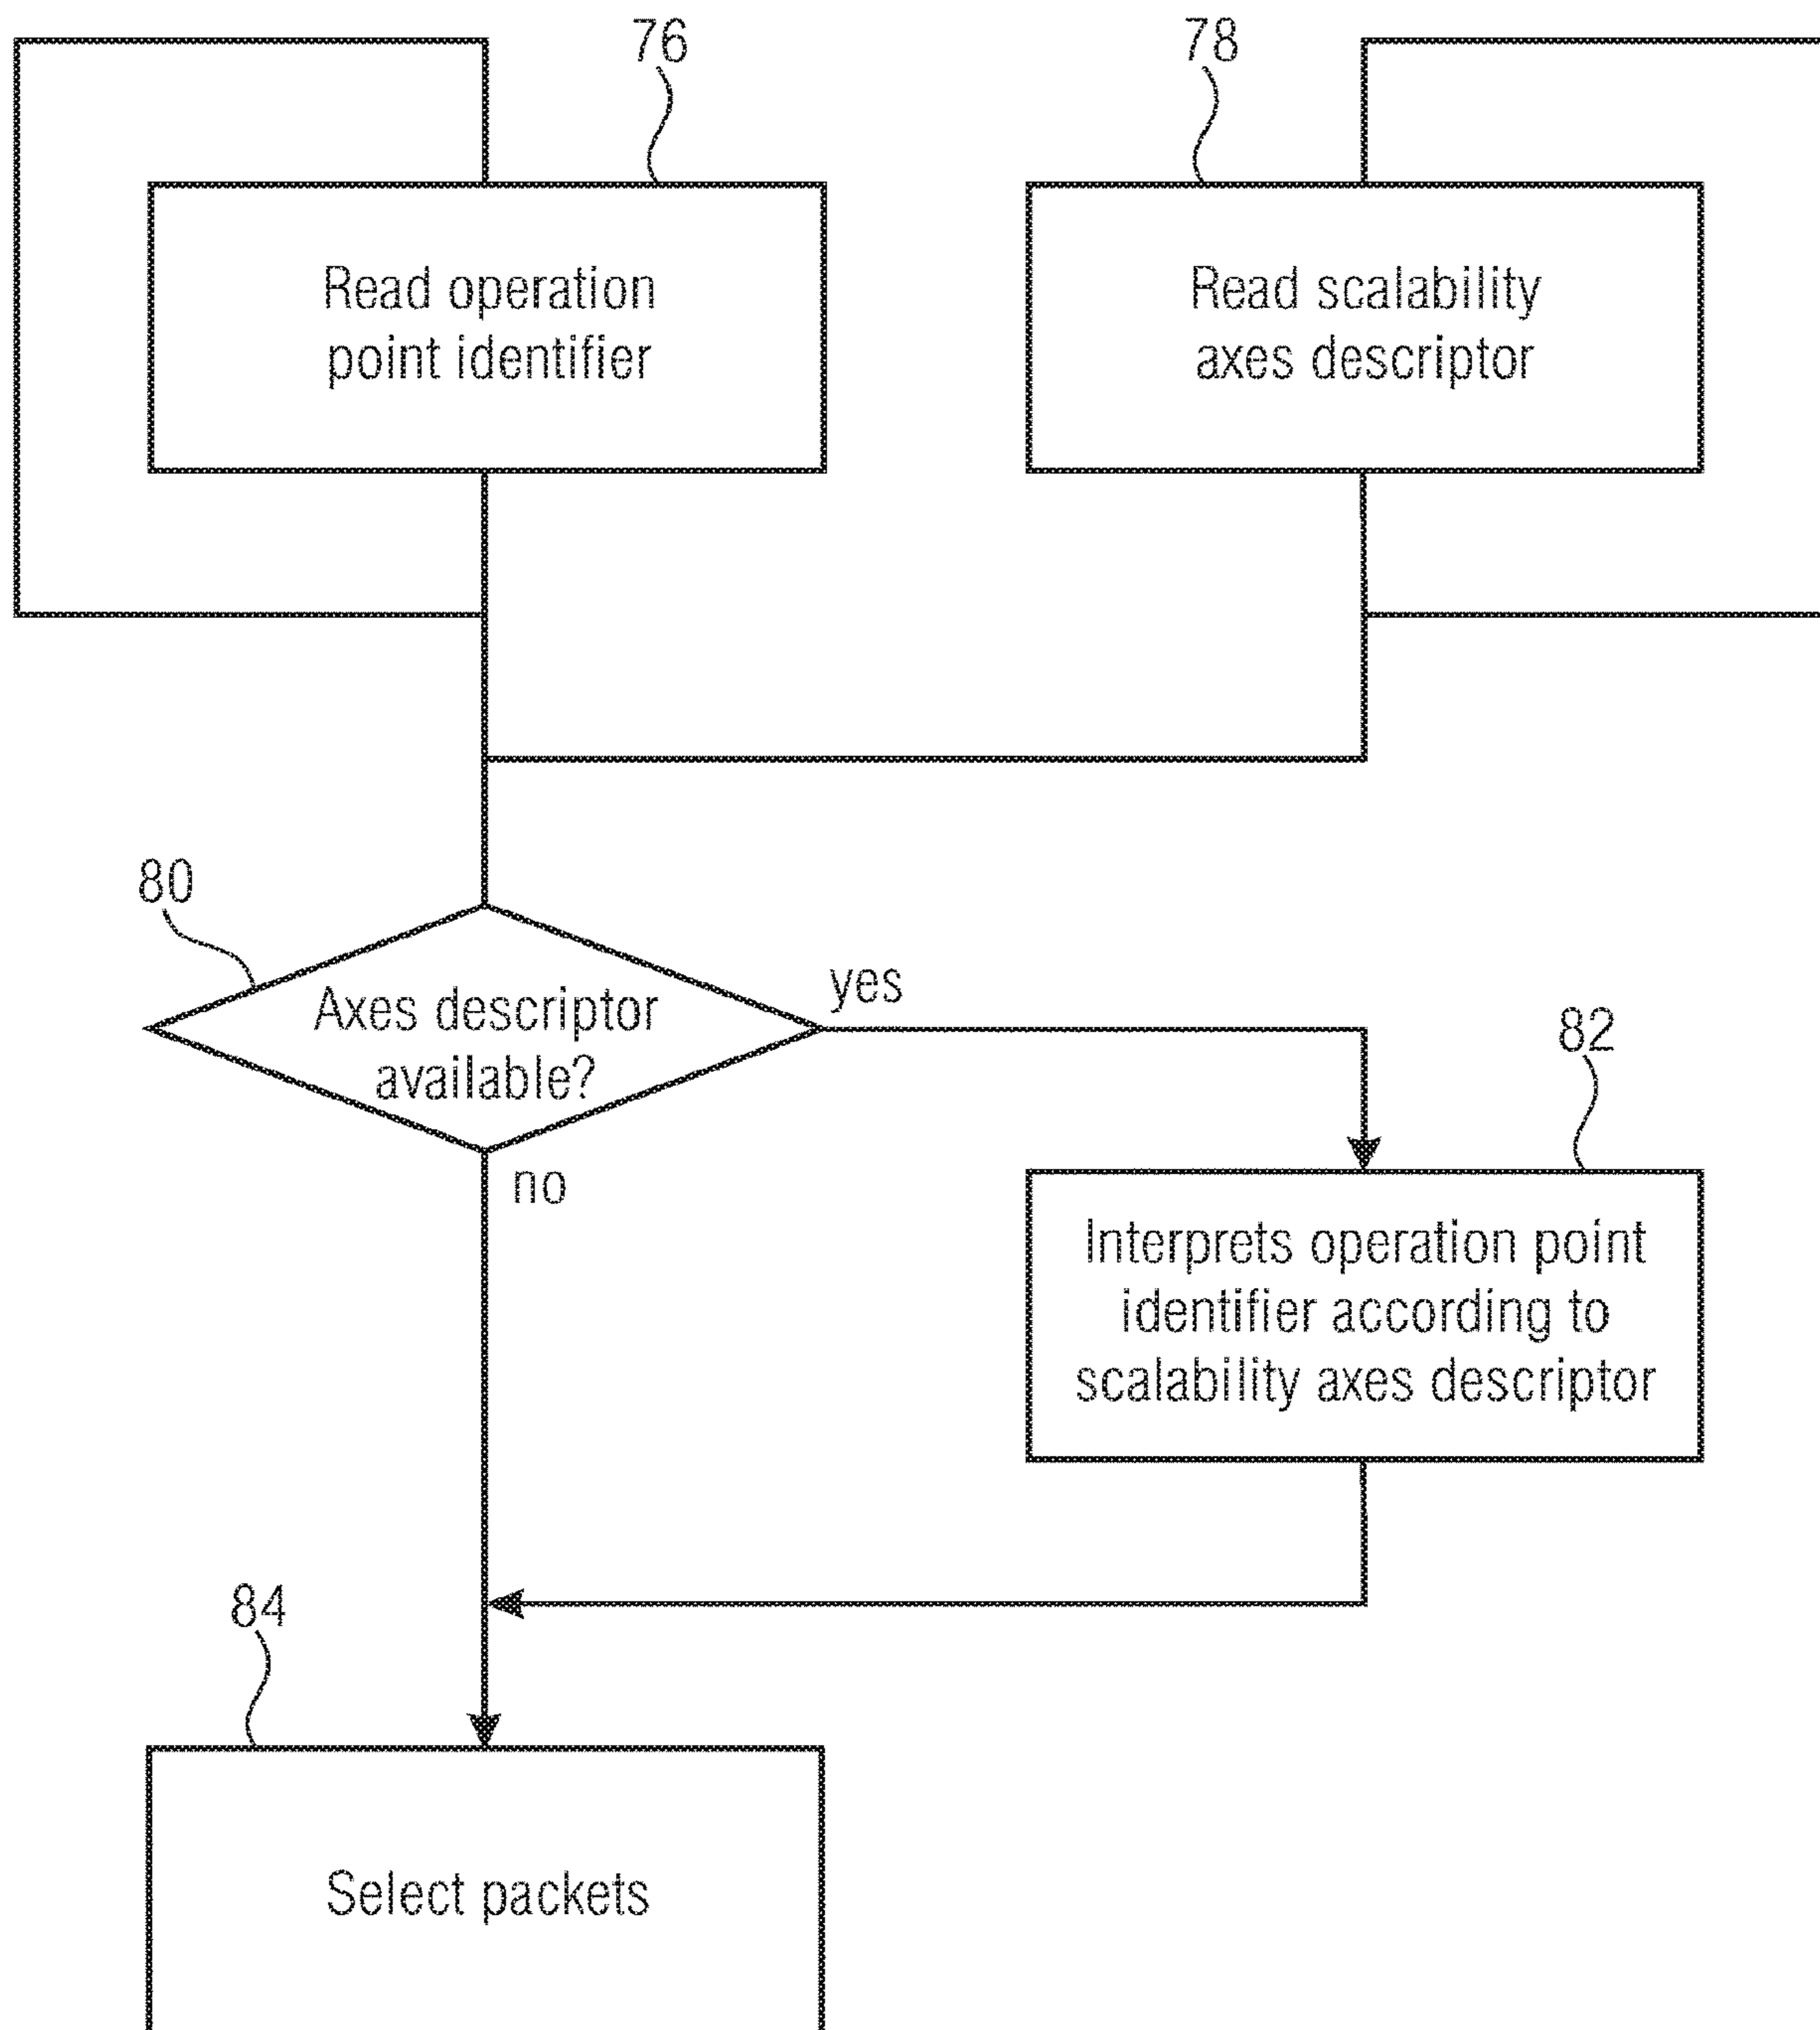 76
78
Read operation
point identifier
Read scalability
axes descriptor
80
Axes descriptor
available?
yes
no
82
Interprets operation point
identifier according to
scalability axes descriptor
84
Select packets